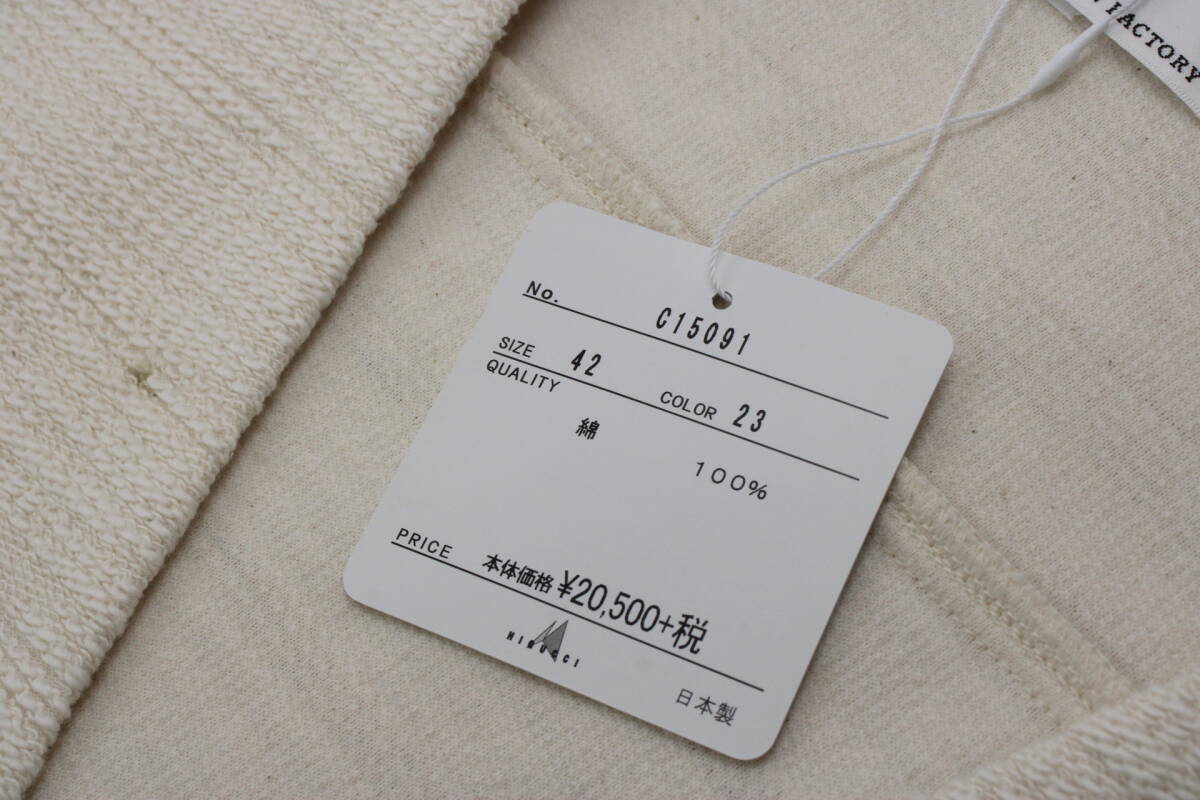 FACTORY
No. C15091
SIZE 42 COLOR 23
QUALITY
綿 100%
PRICE 本体価格 ¥20,500+税
NIRUCCI
日本製